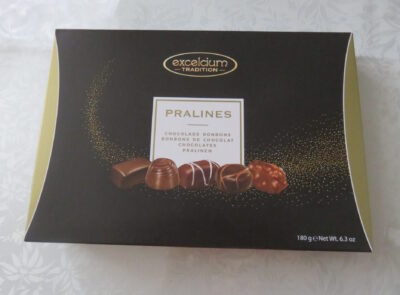 excelcium
TRADITION
PRALINES
CHOCOLADE BONBONS
BONBONS DE CHOCOLAT
CHOCOLATES
PRALINEN
180 g e Net Wt. 6.3 oz